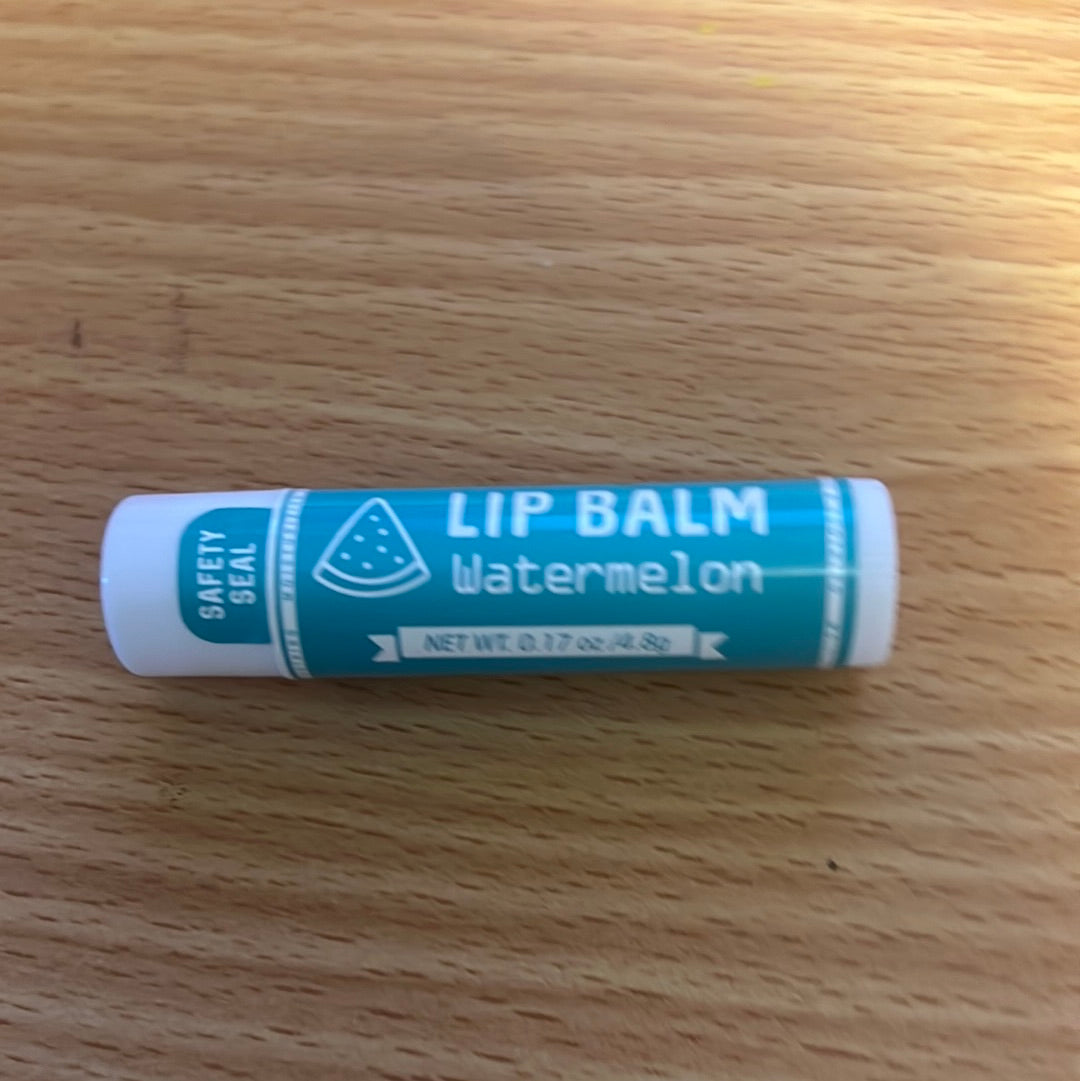 SAFETY
SEAL
LIP BALM
Watermelon
NET WT. 0.17 oz /4.8g